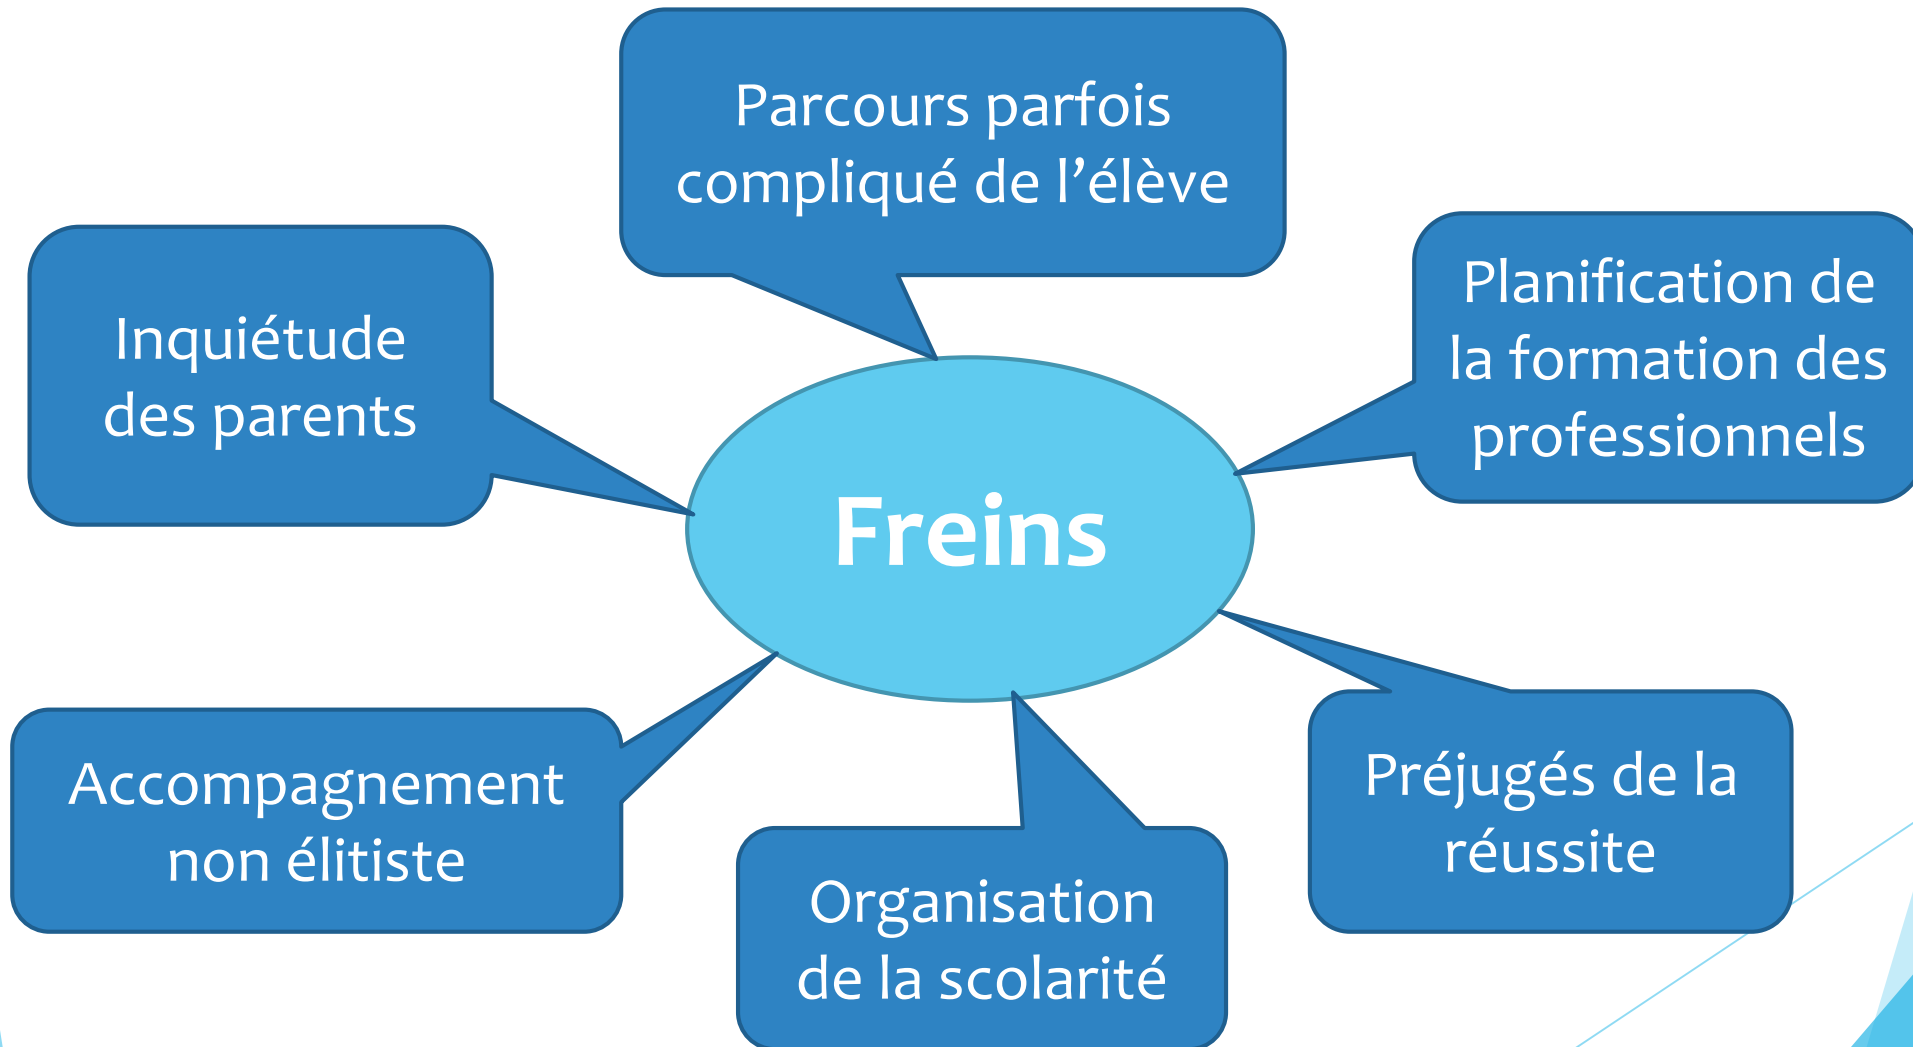 Parcours parfois
compliqué de l’élève
Inquiétude
des parents
Planification de
la formation des
professionnels
Freins
Accompagnement
non élitiste
Organisation
de la scolarité
Préjugés de la
réussite